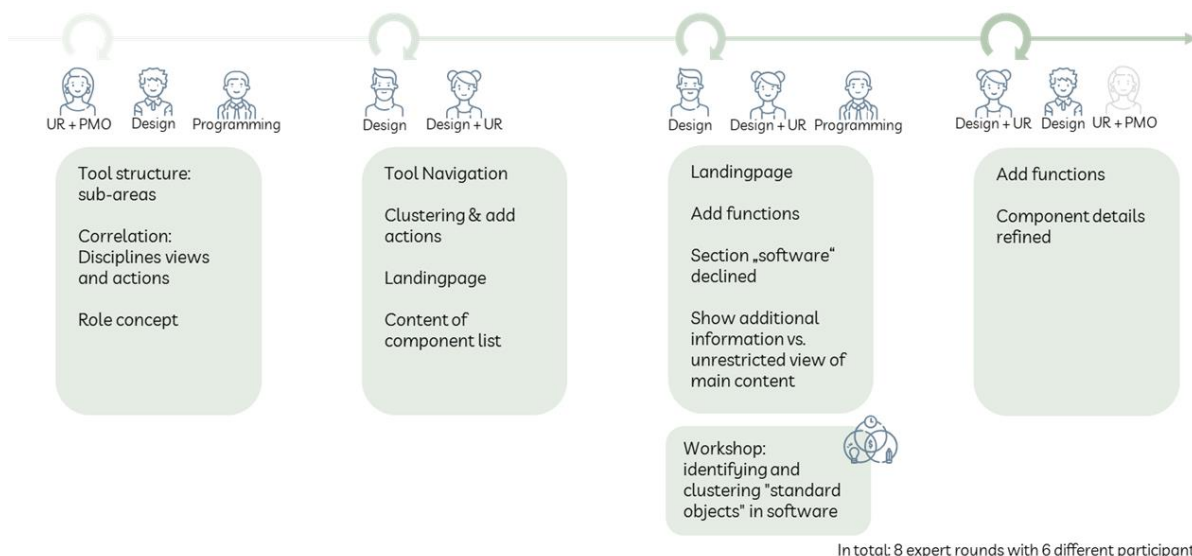 UR + PMO
Design
Programming
Tool structure:
sub-areas
Correlation:
Disciplines views
and actions
Role concept
Design
Design + UR
Tool Navigation
Clustering & add
actions
Landingpage
Content of
component list
Design
Design + UR
Programming
Landingpage
Add functions
Section „software“
declined
Show additional
information vs.
unrestricted view of
main content
Workshop:
identifying and
clustering "standard
objects" in software
$
Design + UR
Design
UR + PMO
Add functions
Component details
refined
In total: 8 expert rounds with 6 different participant